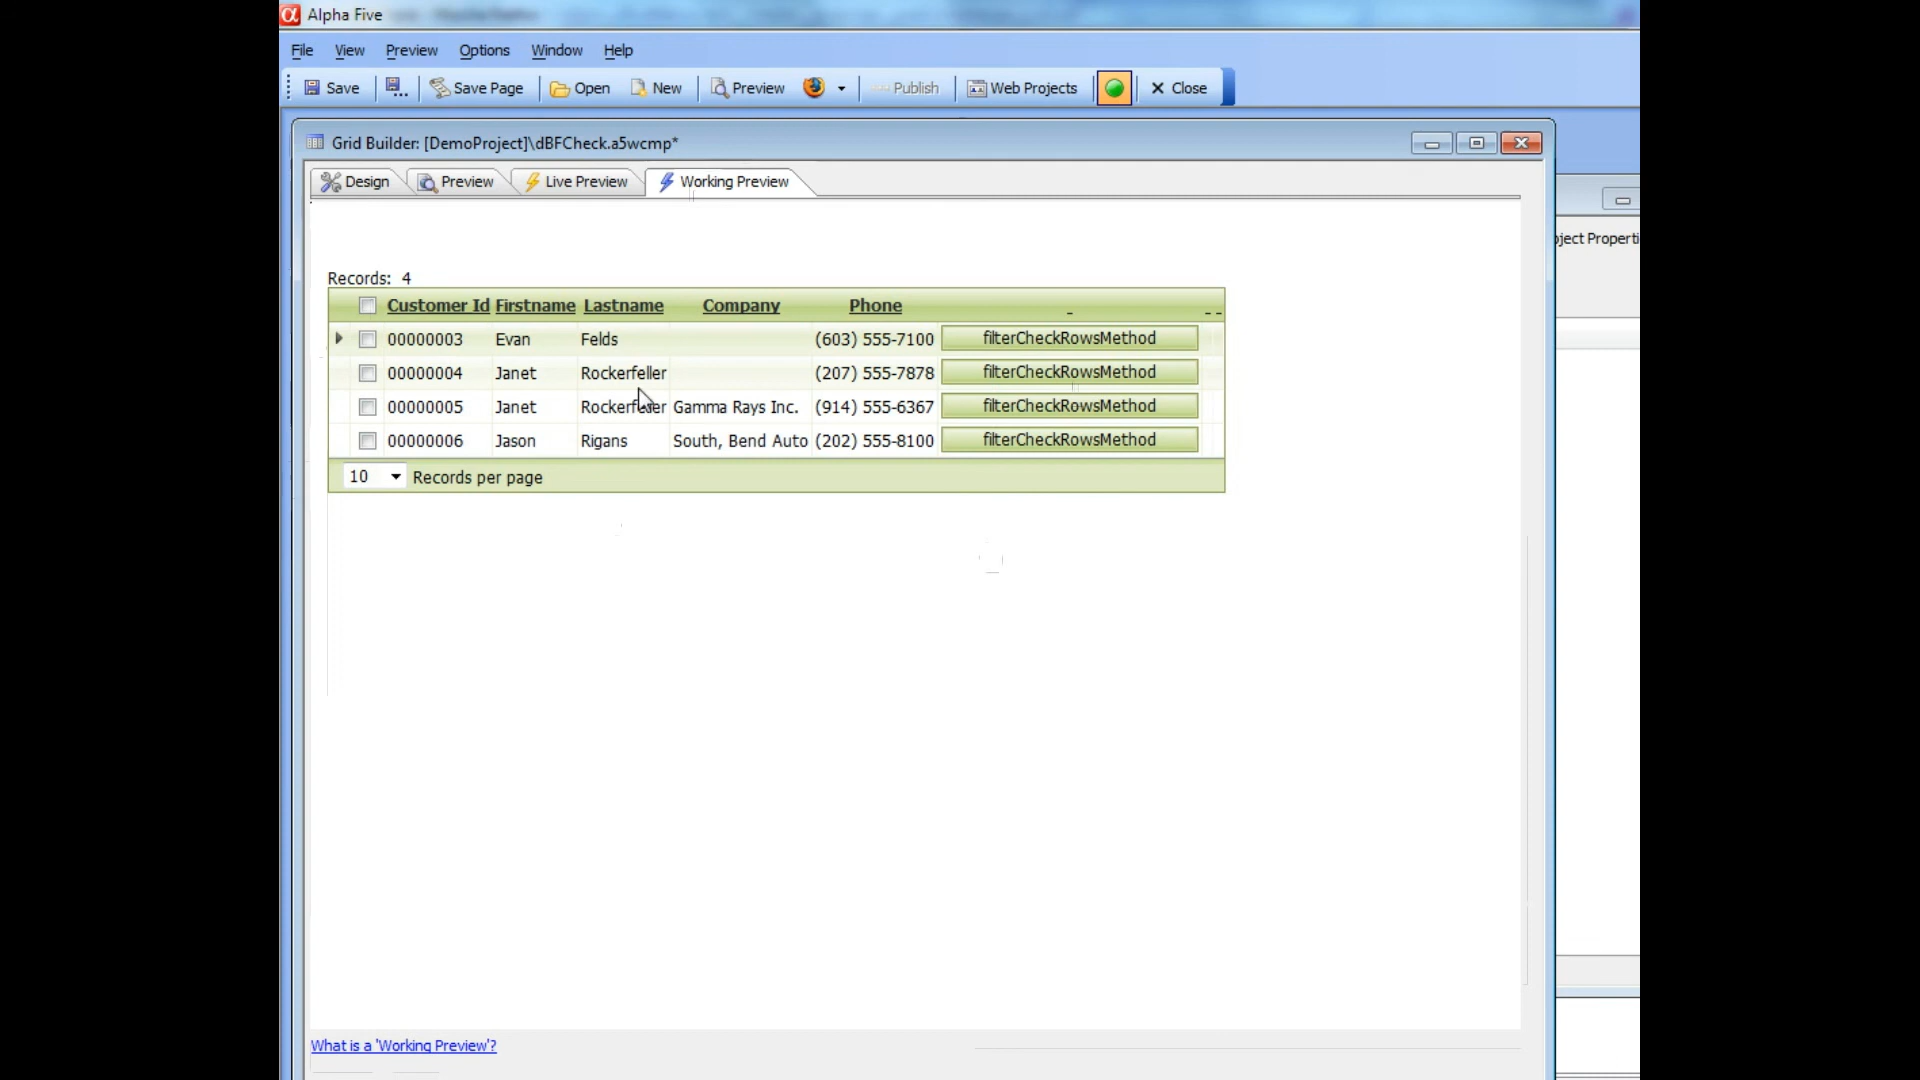 Alpha Five
File View Preview Options Window Help
Save Save Page Open New Preview Publish Web Projects Close
Grid Builder: [DemoProject]\dBFCheck.a5wcmp*
Design Preview Live Preview Working Preview
Records: 4
Customer Id Firstname Lastname Company Phone
00000003 Evan Felds (603) 555-7100 filterCheckRowsMethod
00000004 Janet Rockerfeller (207) 555-7878 filterCheckRowsMethod
00000005 Janet Rockerfeller Gamma Rays Inc. (914) 555-6367 filterCheckRowsMethod
00000006 Jason Rigans South, Bend Auto (202) 555-8100 filterCheckRowsMethod
10 Records per page
What is a 'Working Preview'?